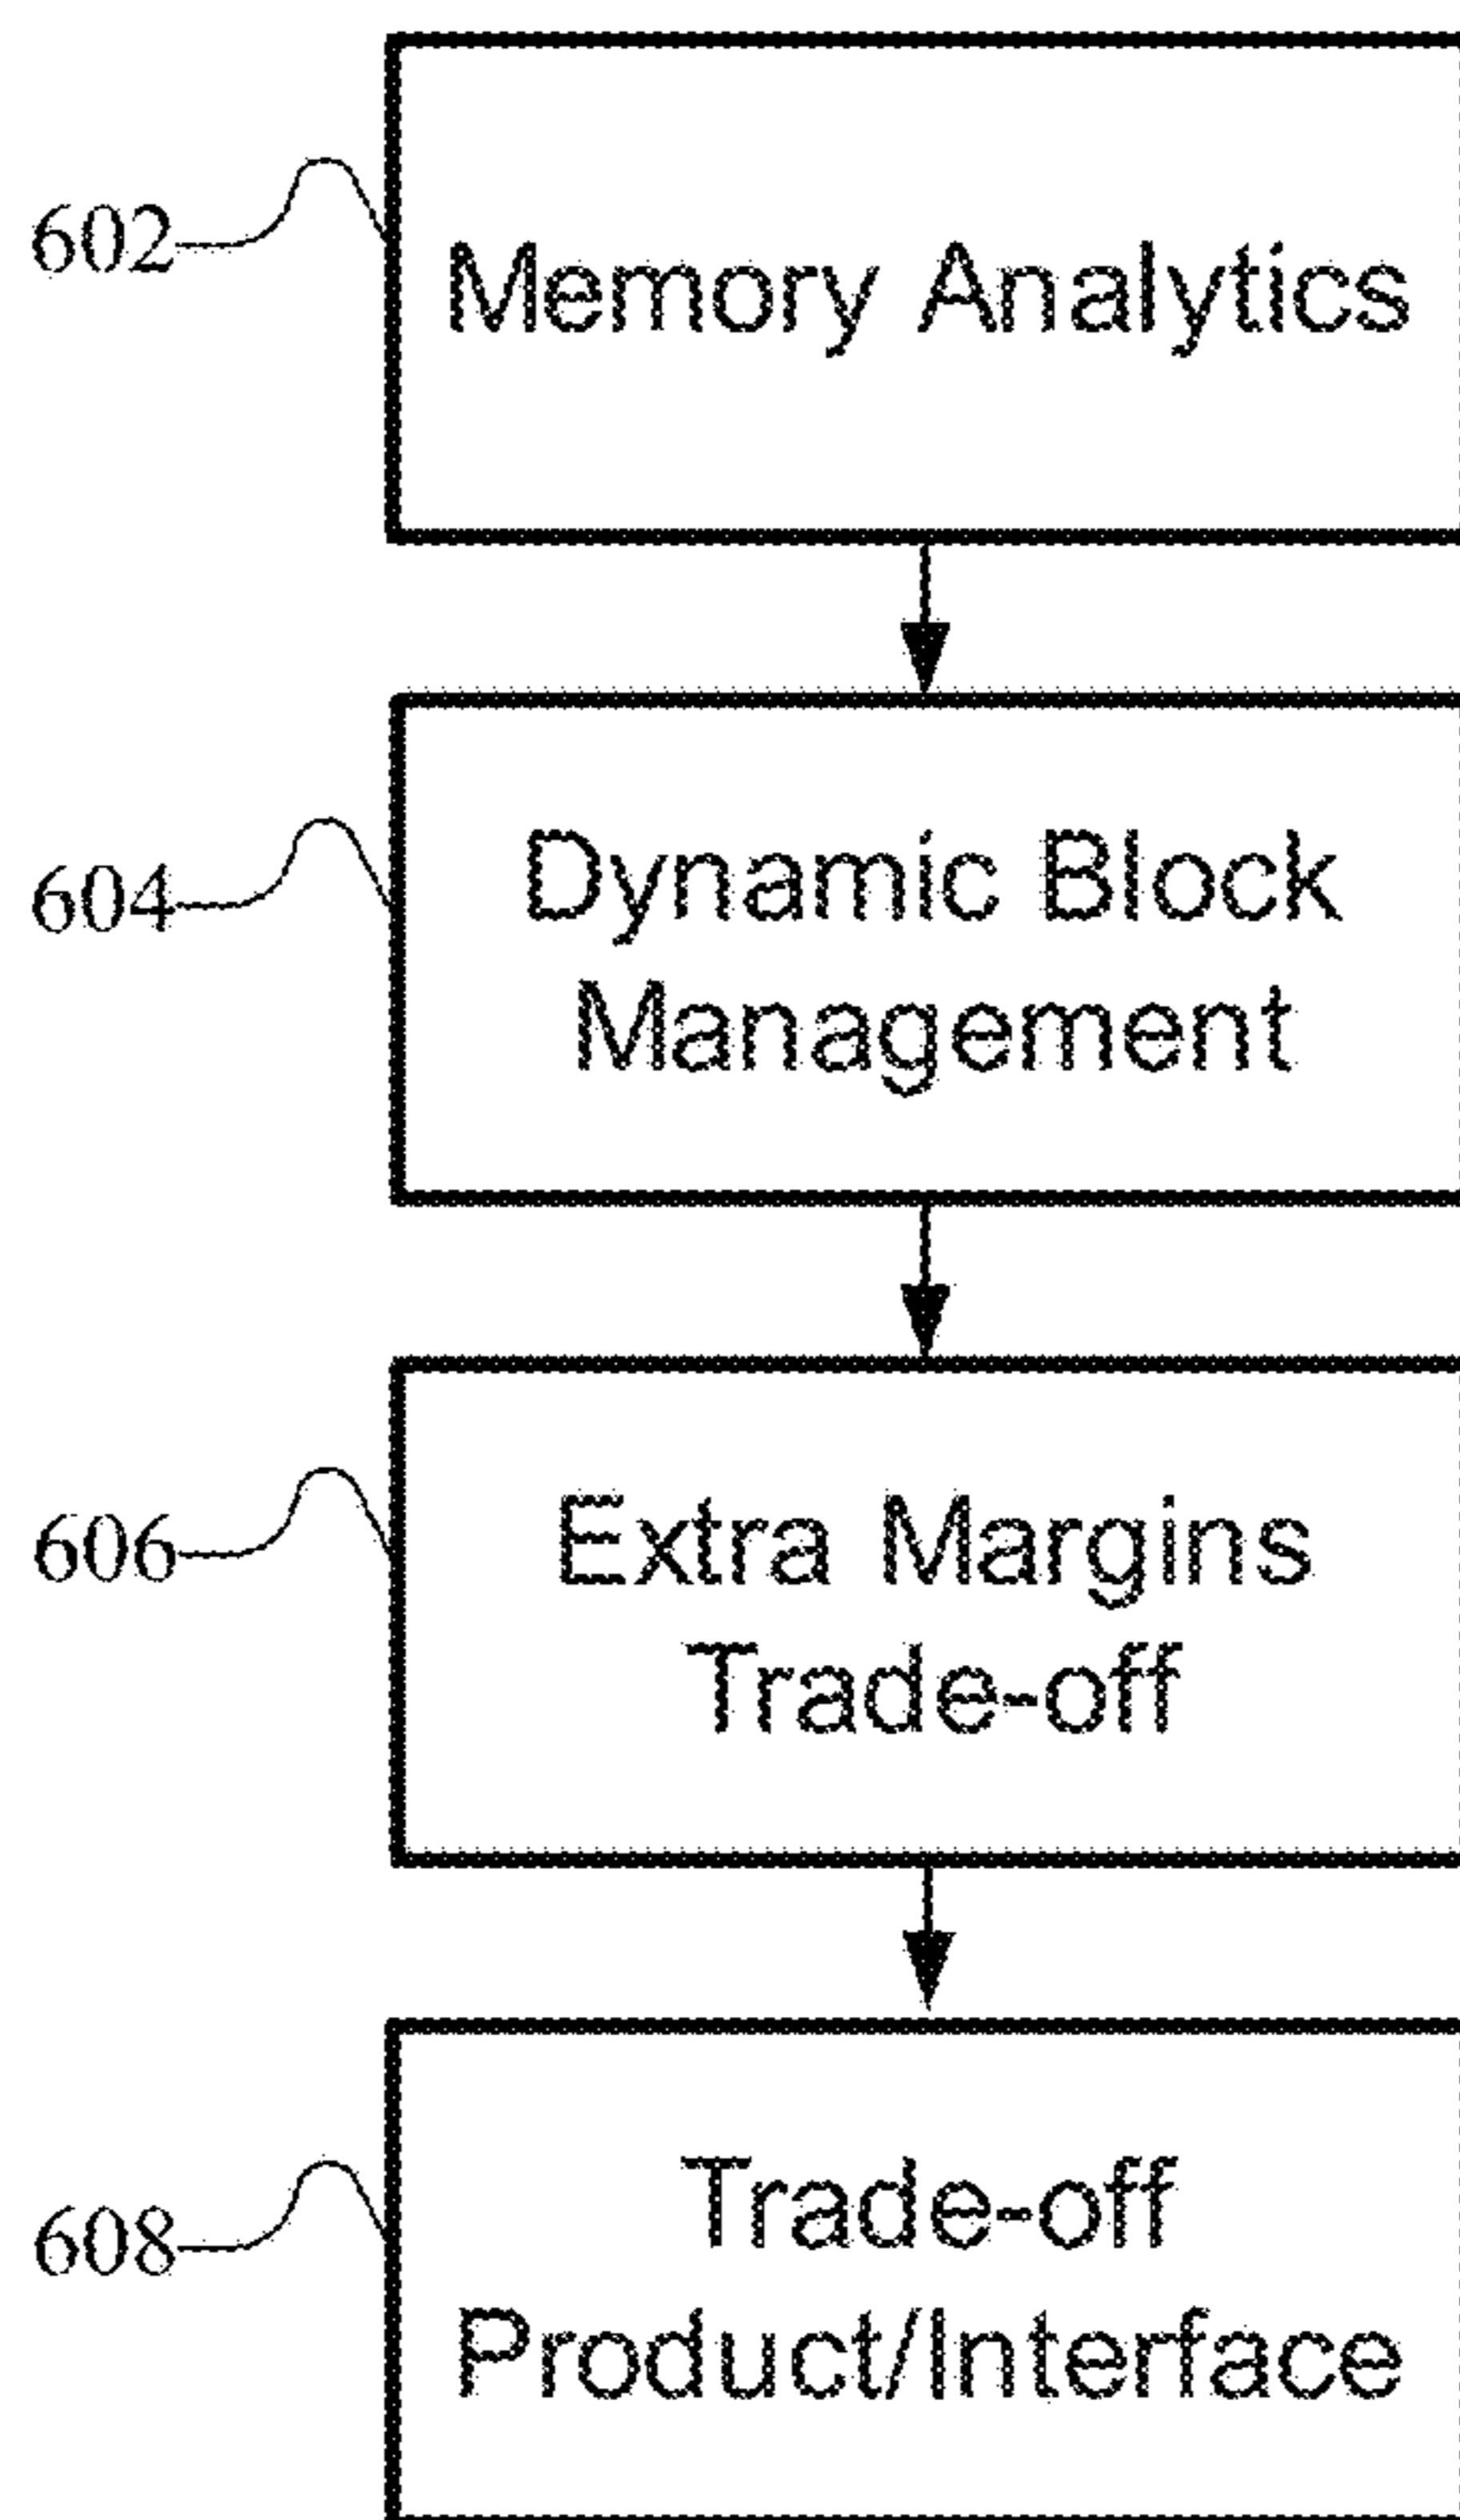 602
Memory Analytics
604
Dynamic Block
Management
606
Extra Margins
Trade-off
608
Trade-off
Product/Interface